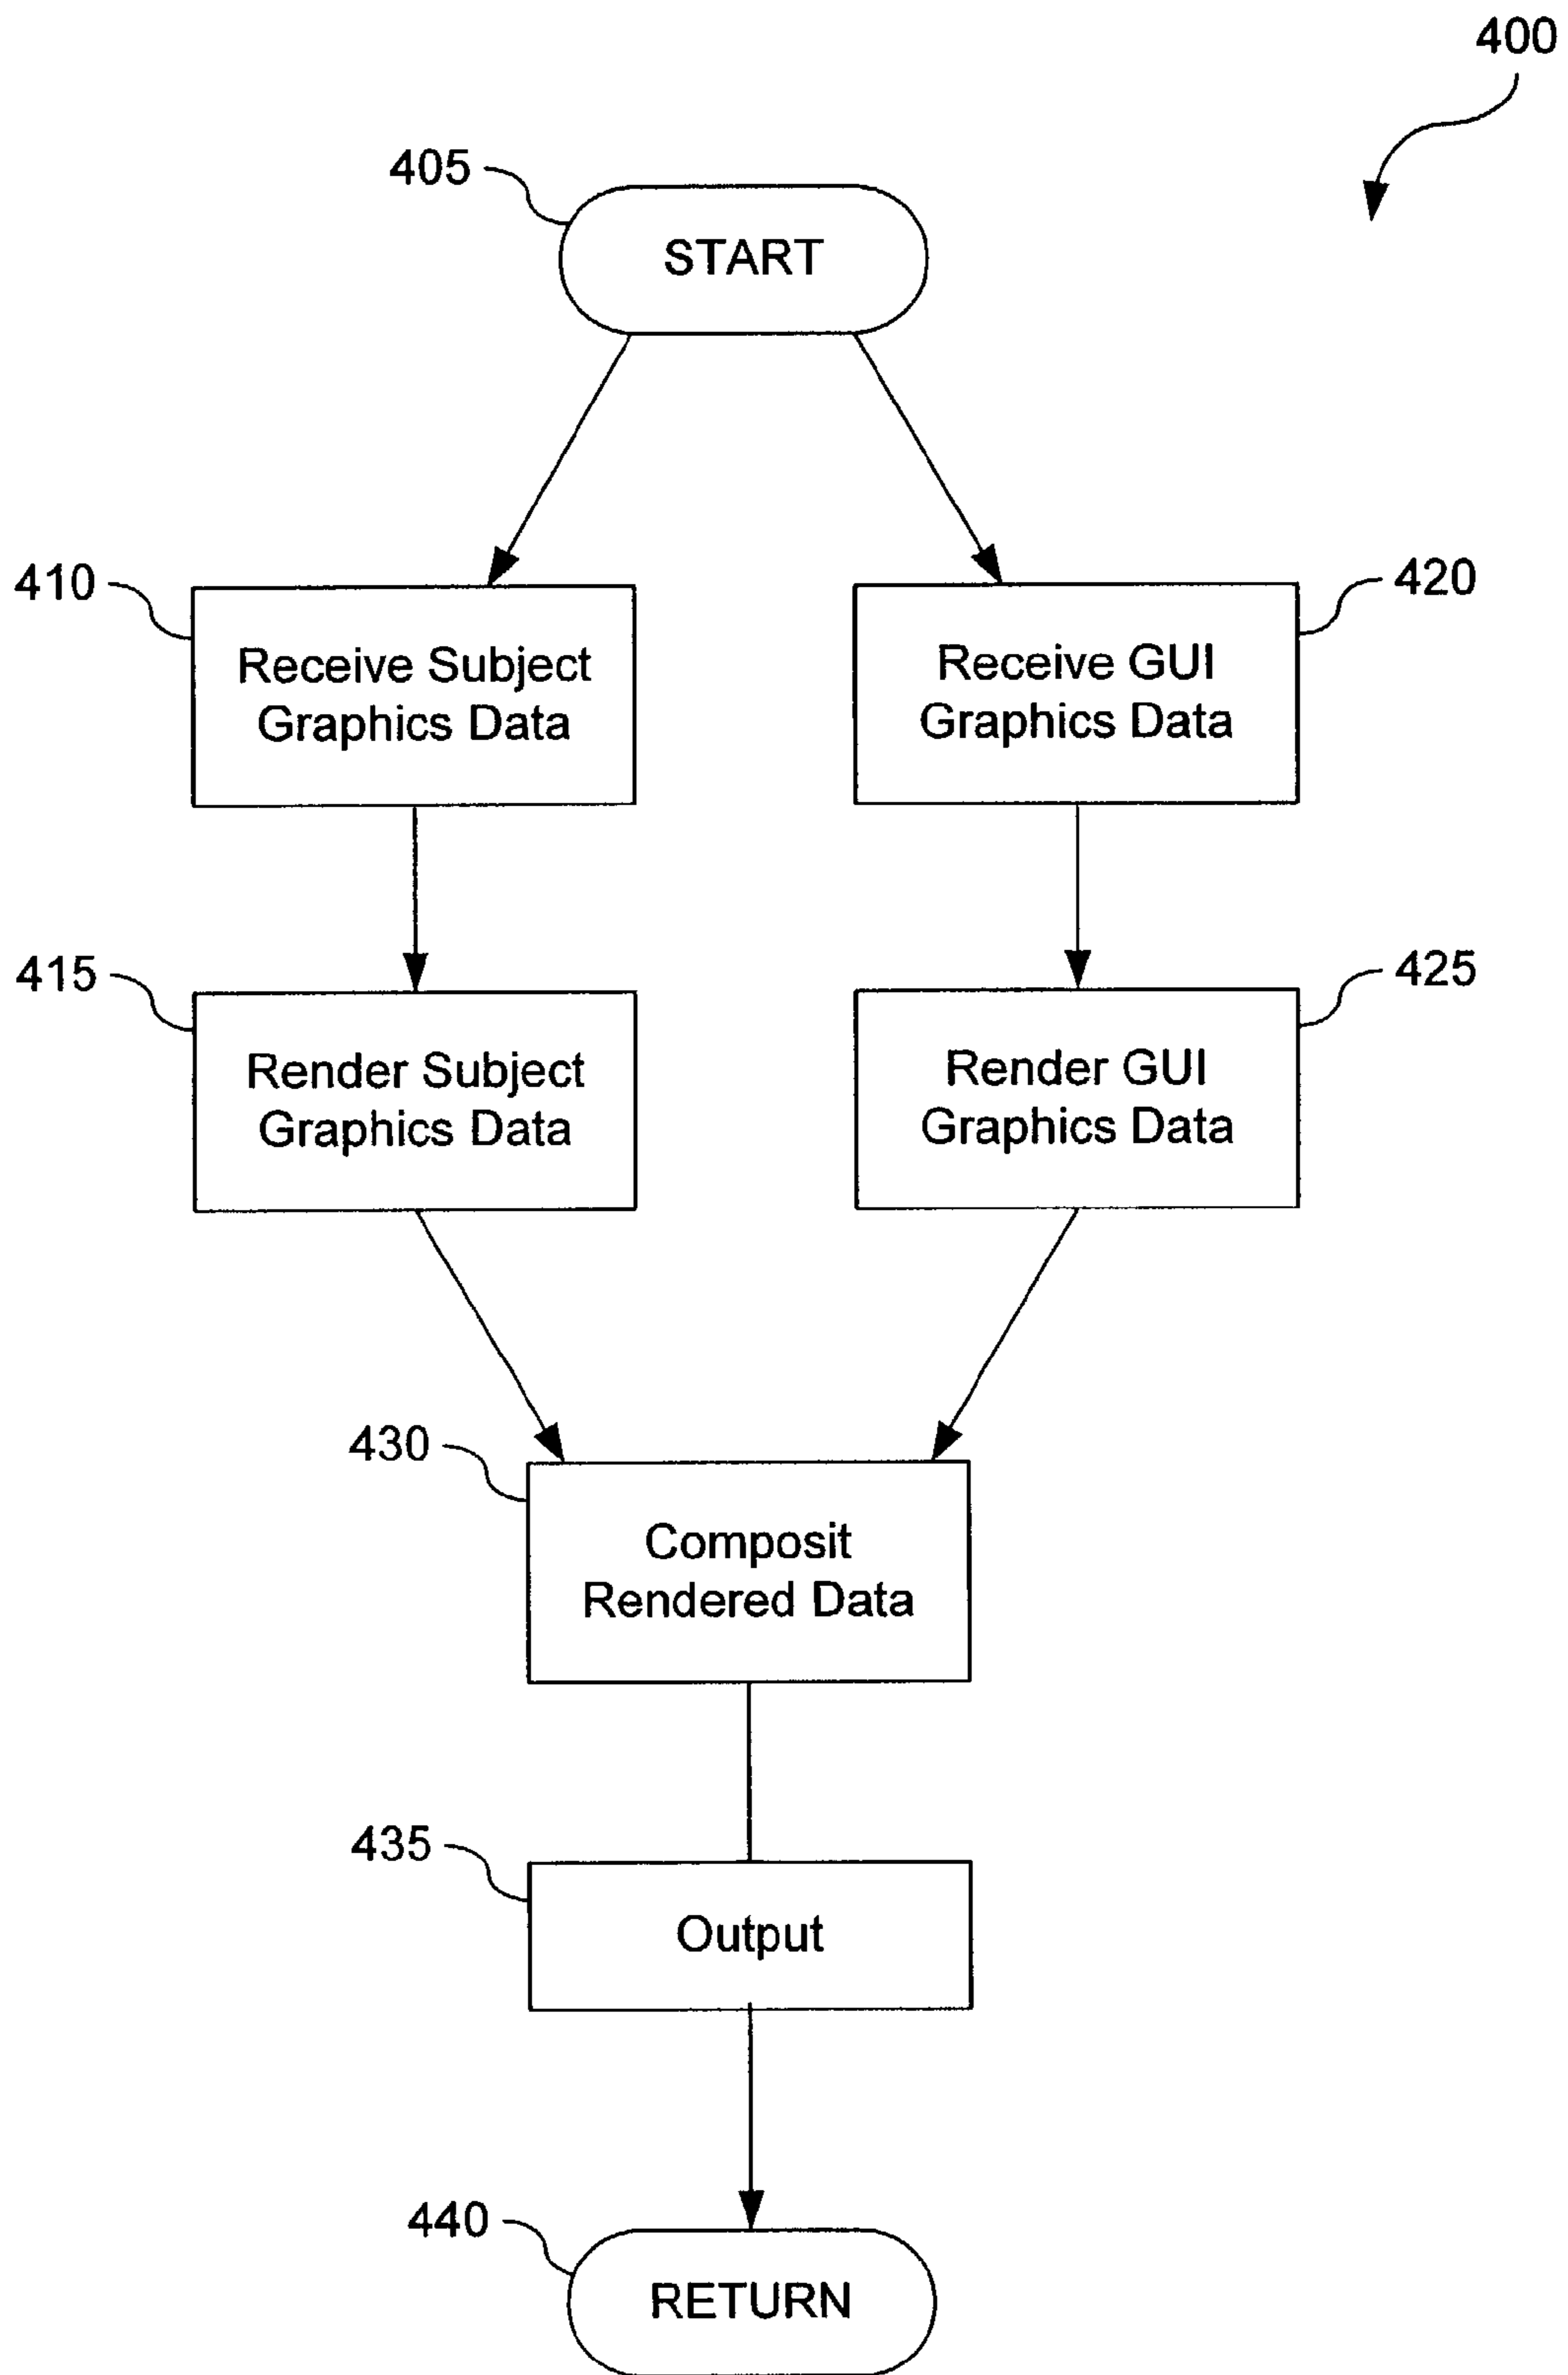 400
405
START
410
Receive Subject
Graphics Data
420
Receive GUI
Graphics Data
415
Render Subject
Graphics Data
425
Render GUI
Graphics Data
430
Composit
Rendered Data
435
Output
440
RETURN